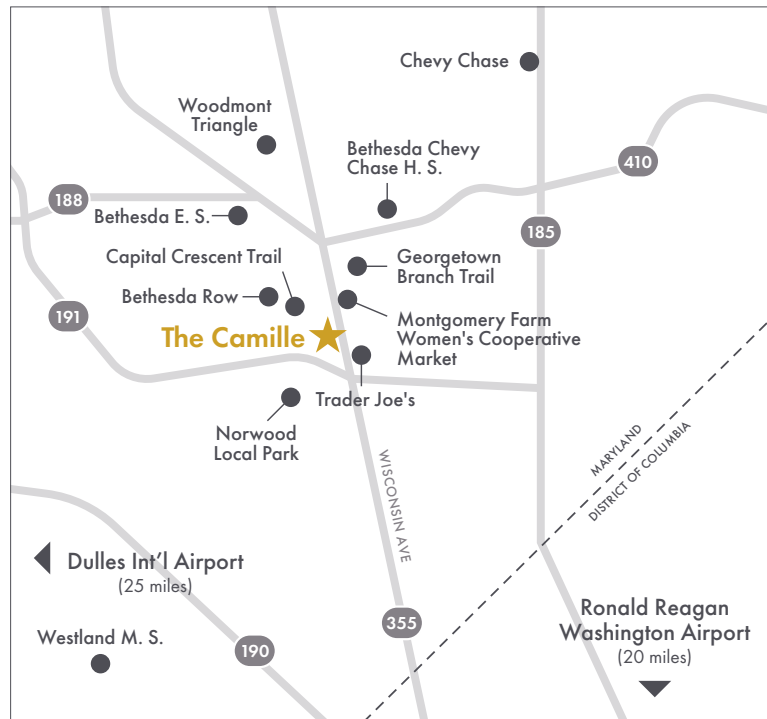 Chevy Chase
Woodmont
Triangle
Bethesda Chevy
Chase H. S.
410
188
Bethesda E. S.
185
Capital Crescent Trail
Georgetown
Branch Trail
Bethesda Row
191
The Camille
Montgomery Farm
Women's Cooperative
Market
Trader Joe's
Norwood
Local Park
WISCONSIN AVE
MARYLAND
DISTRICT OF COLUMBIA
Dulles Int’l Airport
(25 miles)
Ronald Reagan
Washington Airport
(20 miles)
355
Westland M. S.
190